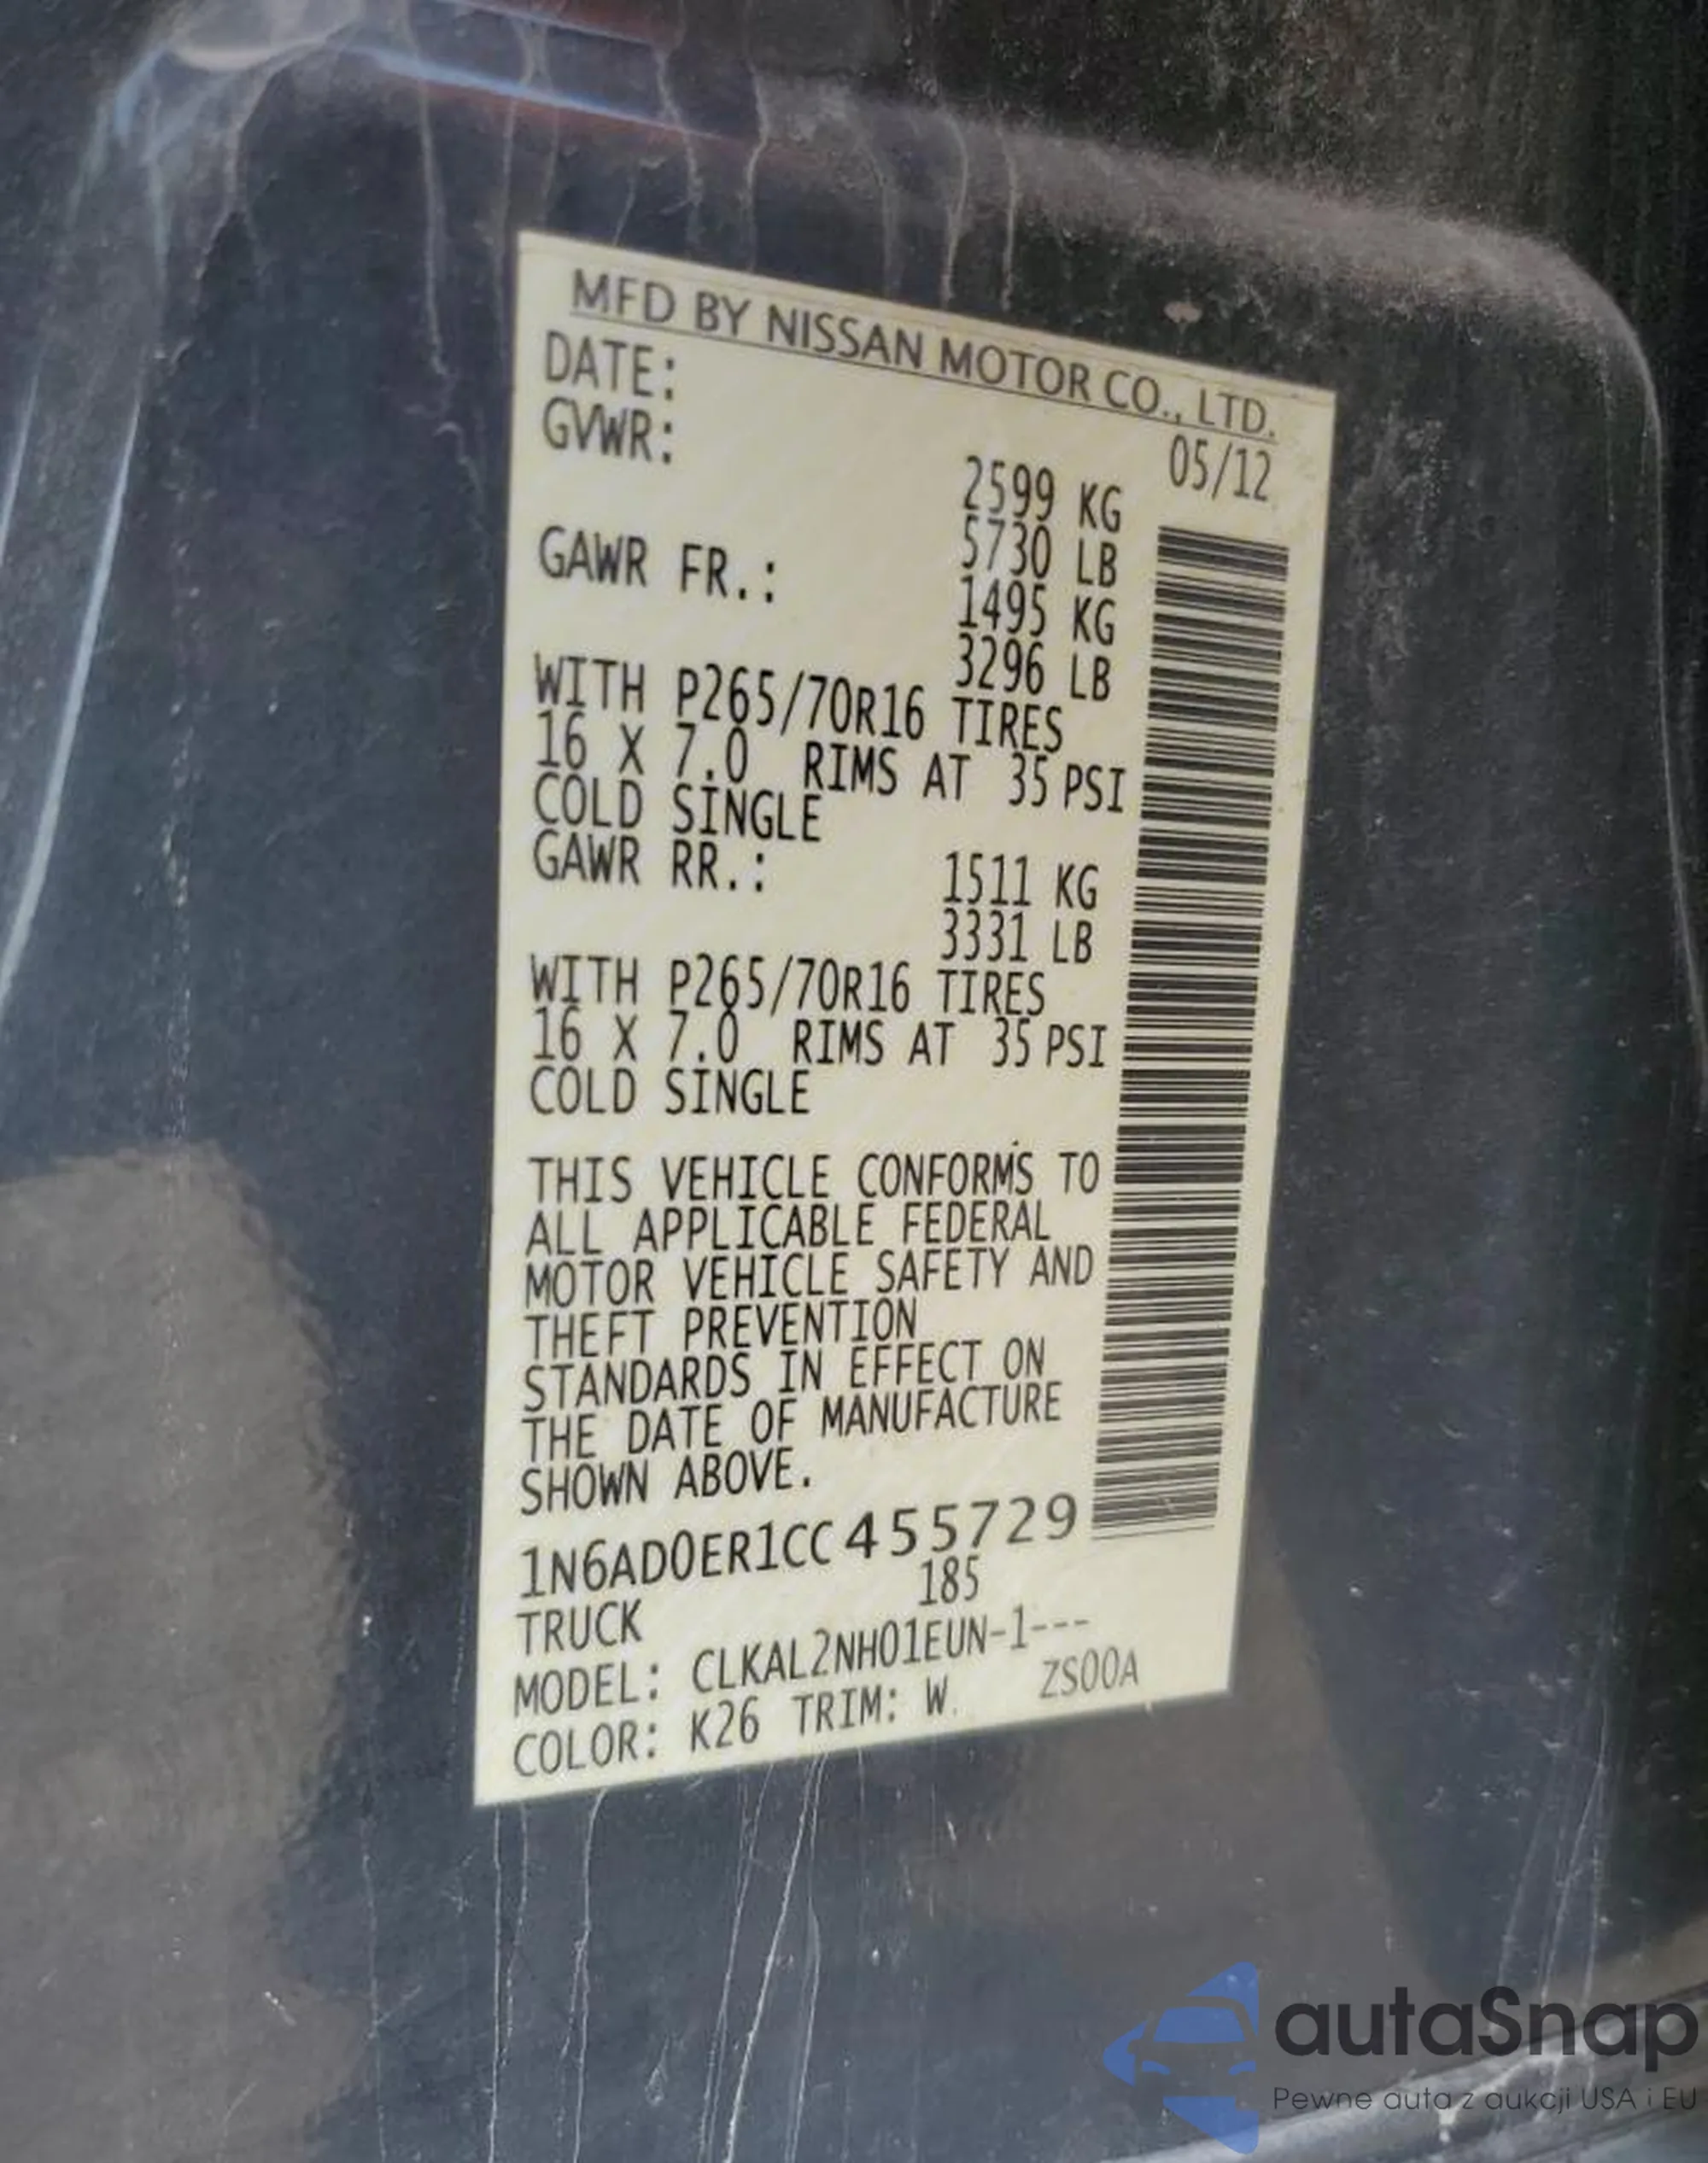 MFD BY NISSAN MOTOR CO., LTD.
DATE: 05/12
GVWR: 2599 KG
5730 LB
GAWR FR.: 1495 KG
3296 LB
WITH P265/70R16 TIRES
16 X 7.0 RIMS AT 35 PSI
COLD SINGLE
GAWR RR.: 1511 KG
3331 LB
WITH P265/70R16 TIRES
16 X 7.0 RIMS AT 35 PSI
COLD SINGLE
THIS VEHICLE CONFORMS TO
ALL APPLICABLE FEDERAL
MOTOR VEHICLE SAFETY AND
THEFT PREVENTION
STANDARDS IN EFFECT ON
THE DATE OF MANUFACTURE
SHOWN ABOVE.
1N6AD0ER1CC455729
TRUCK 185
MODEL: CLKAL2NH01EUN-1---
COLOR: K26 TRIM: W ZS00A
autaSnap
Pewne auta z aukcji USA i EU